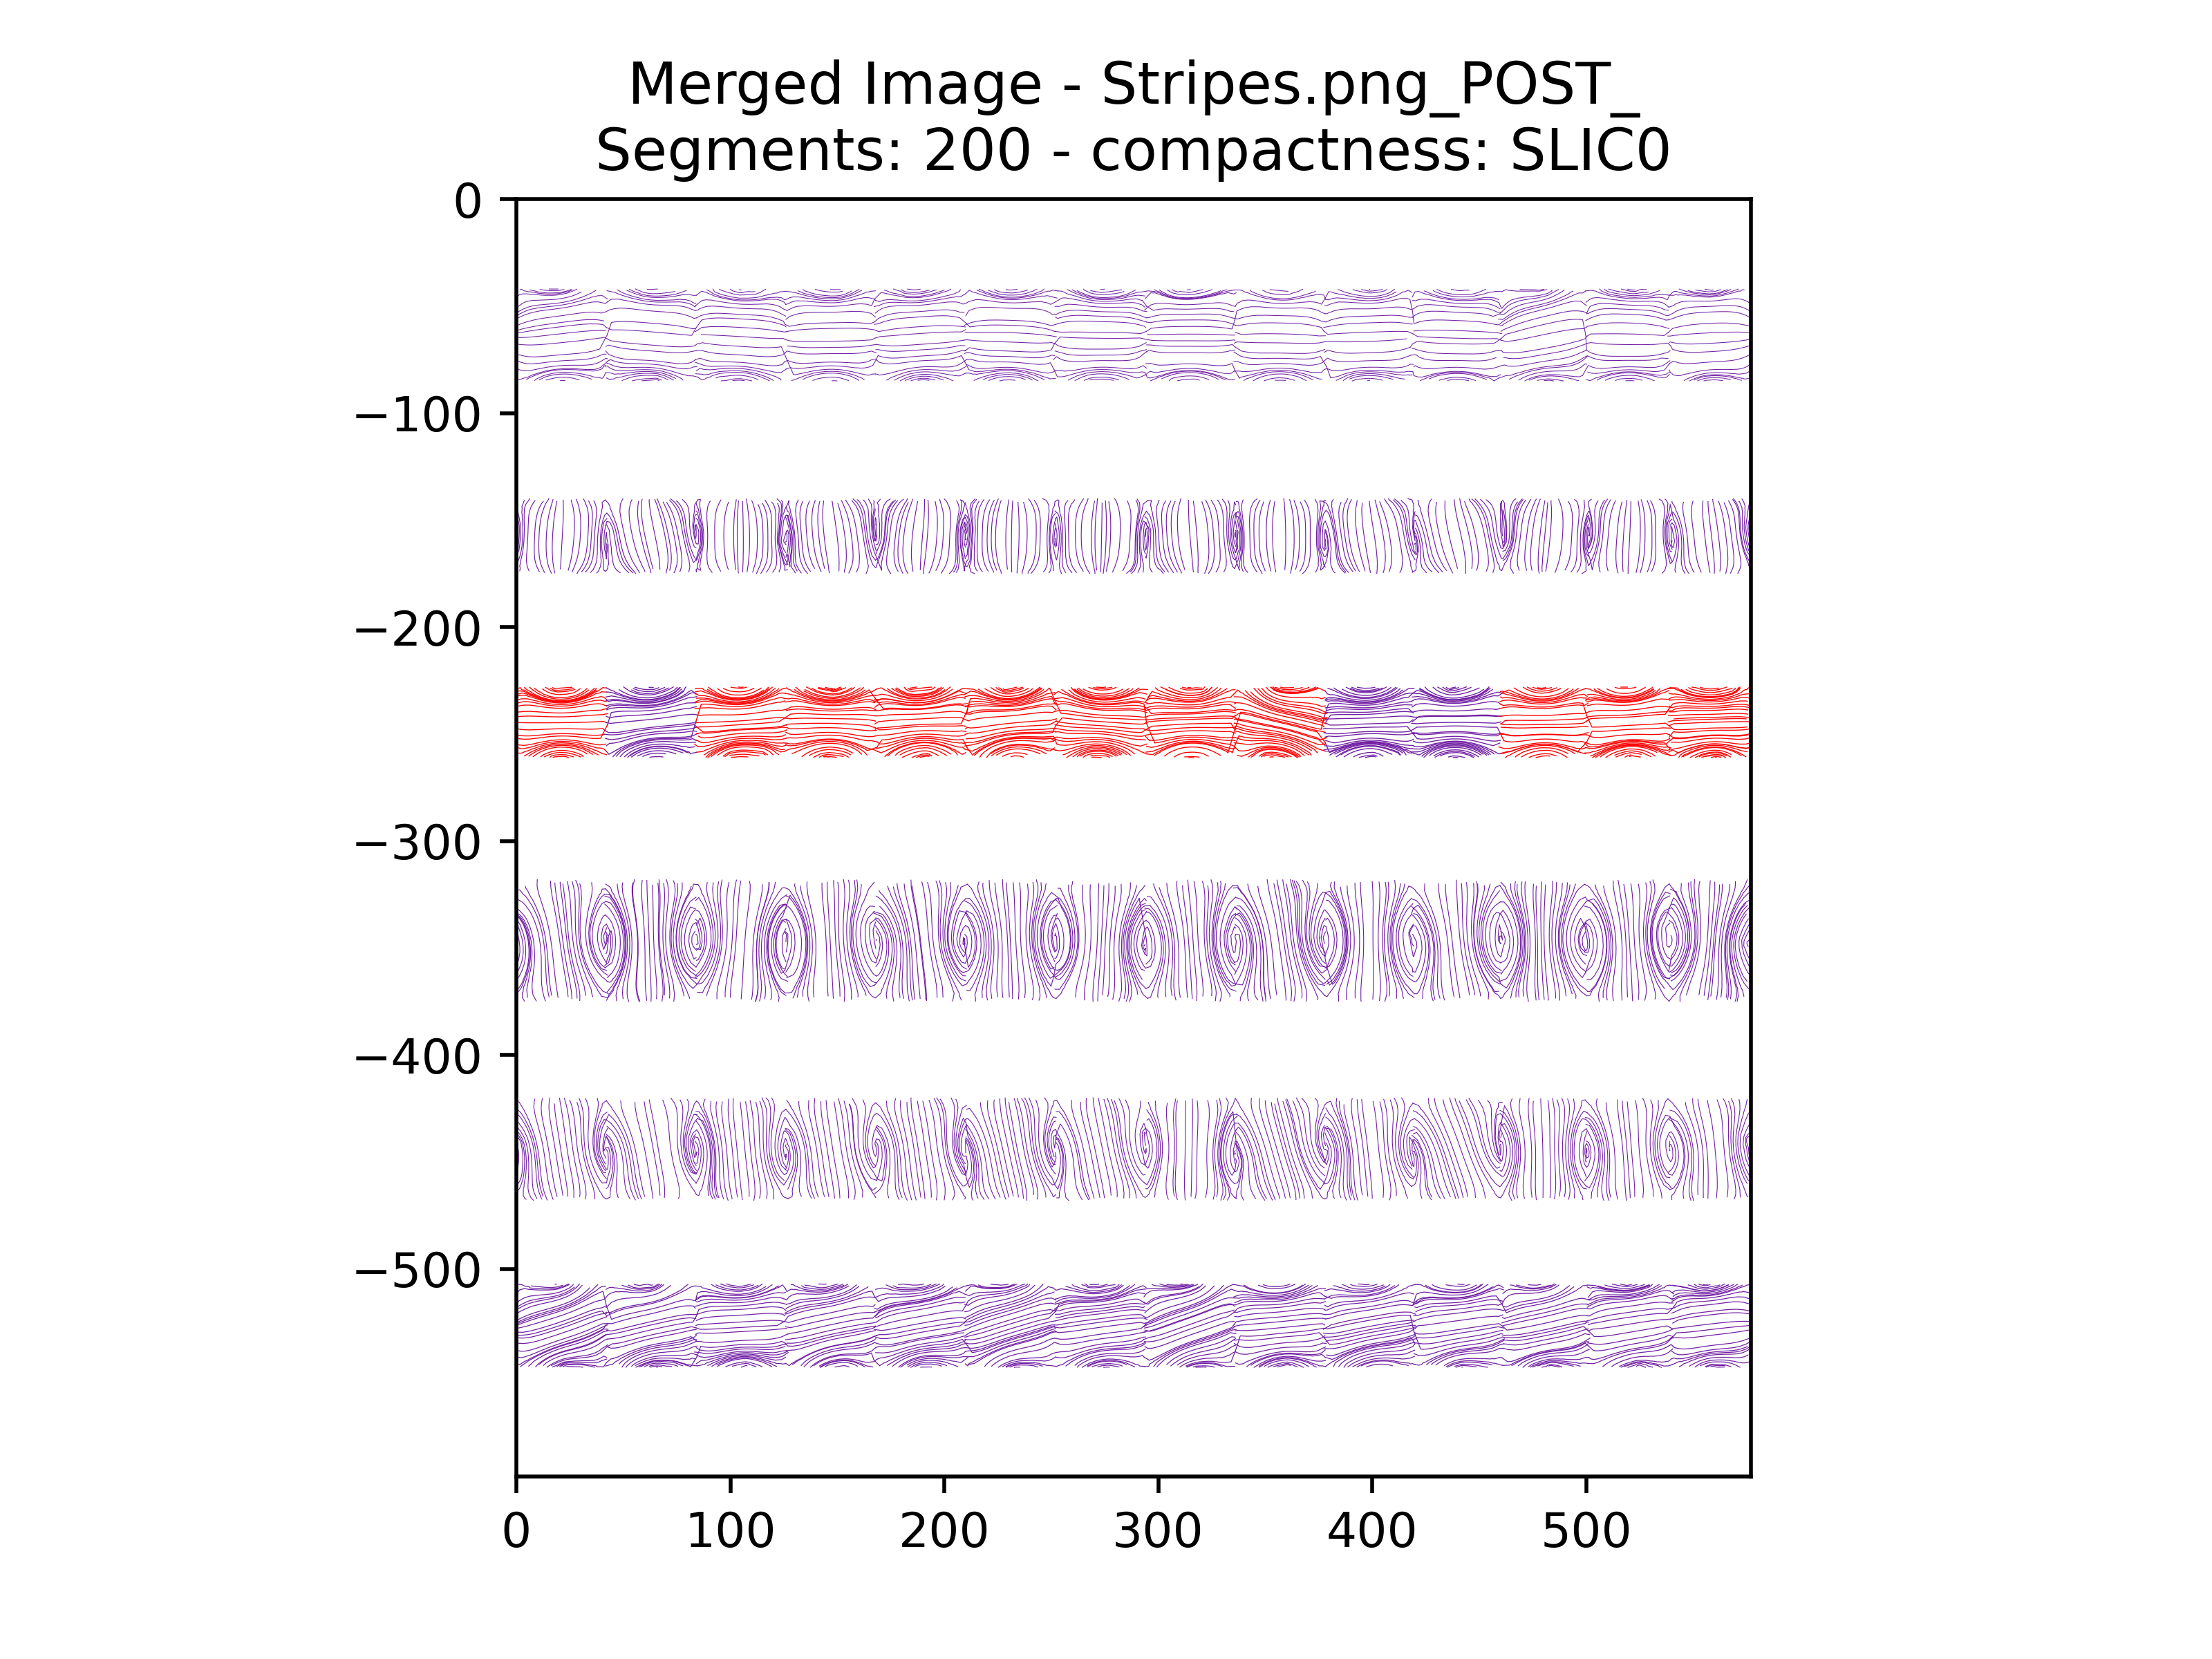 Merged Image - Stripes.png_POST_
Segments: 200 - compactness: SLIC0
0
−100
−200
−300
−400
−500
0 100 200 300 400 500